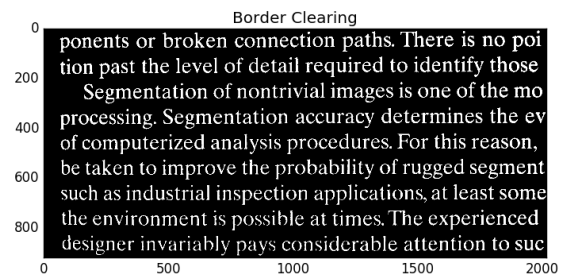 Border Clearing
0
200
400
600
800
ponents or broken connection paths. There is no poi
tion past the level of detail required to identify those
Segmentation of nontrivial images is one of the mo
processing. Segmentation accuracy determines the ev
of computerized analysis procedures. For this reason,
be taken to improve the probability of rugged segment
such as industrial inspection applications, at least some
the environment is possible at times. The experienced
designer invariably pays considerable attention to suc
0 500 1000 1500 2000